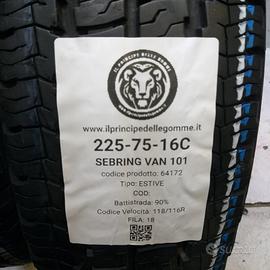 IL PRINCIPE DELLE GOMME
www.ilprincipedellegomme.it
225-75-16C
SEBRING VAN 101
codice prodotto: 64172
Tipo: ESTIVE
COD:
Battistrada: 90%
Codice Velocità: 118/116R
FILA: 18
subito